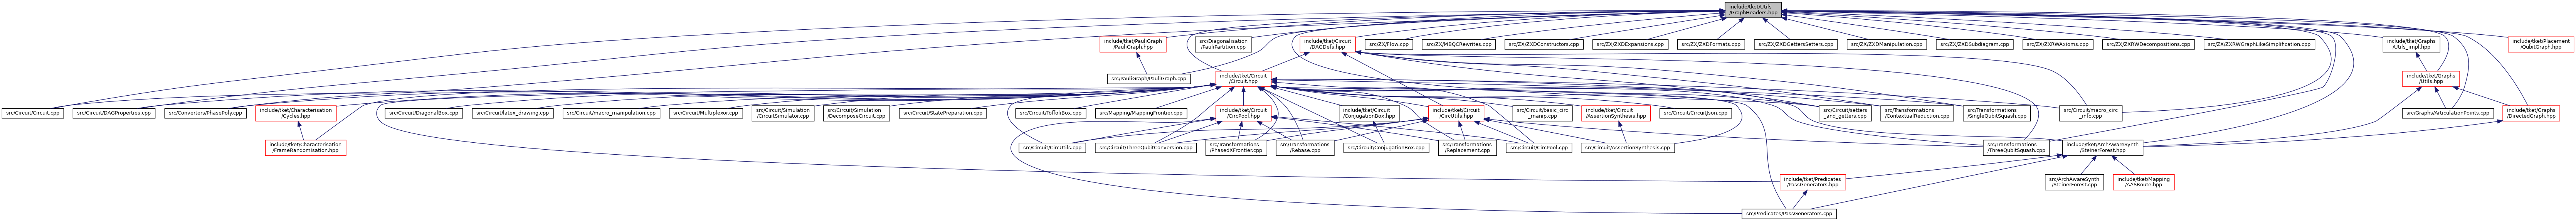 include/tket/Utils
/GraphHeaders.hpp
include/tket/PauliGraph
/PauliGraph.hpp
src/Diagonalisation
/PauliPartition.cpp
include/tket/Circuit
/DAGDefs.hpp
src/ZX/Flow.cpp
src/ZX/MBQCRewrites.cpp
src/ZX/ZXDConstructors.cpp
src/ZX/ZXDExpansions.cpp
src/ZX/ZXDFormats.cpp
src/ZX/ZXDGettersSetters.cpp
src/ZX/ZXDManipulation.cpp
src/ZX/ZXDSubdiagram.cpp
src/ZX/ZXRWAxioms.cpp
src/ZX/ZXRWDecompositions.cpp
src/ZX/ZXRWGraphLikeSimplification.cpp
include/tket/Graphs
/Utils_impl.hpp
include/tket/Placement
/QubitGraph.hpp
src/PauliGraph/PauliGraph.cpp
include/tket/Circuit
/Circuit.hpp
include/tket/Graphs
/Utils.hpp
src/Circuit/Circuit.cpp
src/Circuit/DAGProperties.cpp
src/Converters/PhasePoly.cpp
include/tket/Characterisation
/Cycles.hpp
src/Circuit/DiagonalBox.cpp
src/Circuit/latex_drawing.cpp
src/Circuit/macro_manipulation.cpp
src/Circuit/Multiplexor.cpp
src/Circuit/Simulation
/CircuitSimulator.cpp
src/Circuit/Simulation
/DecomposeCircuit.cpp
src/Circuit/StatePreparation.cpp
src/Circuit/ToffoliBox.cpp
src/Mapping/MappingFrontier.cpp
include/tket/Circuit
/CircPool.hpp
include/tket/Circuit
/ConjugationBox.hpp
include/tket/Circuit
/CircUtils.hpp
src/Circuit/basic_circ
_manip.cpp
include/tket/Circuit
/AssertionSynthesis.hpp
src/Circuit/CircuitJson.cpp
src/Circuit/setters
_and_getters.cpp
src/Transformations
/ContextualReduction.cpp
src/Transformations
/SingleQubitSquash.cpp
src/Circuit/macro_circ
_info.cpp
src/Graphs/ArticulationPoints.cpp
include/tket/Graphs
/DirectedGraph.hpp
include/tket/Characterisation
/FrameRandomisation.hpp
src/Circuit/CircUtils.cpp
src/Circuit/ThreeQubitConversion.cpp
src/Transformations
/PhasedXFrontier.cpp
src/Transformations
/Rebase.cpp
src/Circuit/ConjugationBox.cpp
src/Transformations
/Replacement.cpp
src/Circuit/CircPool.cpp
src/Circuit/AssertionSynthesis.cpp
src/Transformations
/ThreeQubitSquash.cpp
include/tket/ArchAwareSynth
/SteinerForest.hpp
include/tket/Predicates
/PassGenerators.hpp
src/ArchAwareSynth
/SteinerForest.cpp
include/tket/Mapping
/AASRoute.hpp
src/Predicates/PassGenerators.cpp